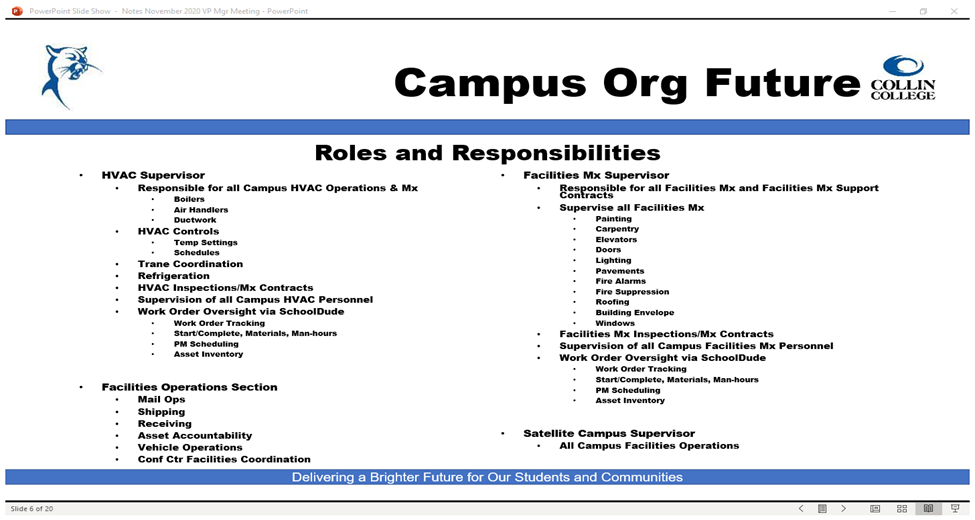 PowerPoint Slide Show - Notes November 2020 VP Mgr Meeting - PowerPoint
Campus Org Future
COLLIN
COLLEGE
Roles and Responsibilities
• HVAC Supervisor
• Responsible for all Campus HVAC Operations & Mx
• Boilers
• Air Handlers
• Ductwork
• HVAC Controls
• Temp Settings
• Schedules
• Trane Coordination
• Refrigeration
• HVAC Inspections/Mx Contracts
• Supervision of all Campus HVAC Personnel
• Work Order Oversight via SchoolDude
• Work Order Tracking
• Start/Complete, Materials, Man-hours
• PM Scheduling
• Asset Inventory
• Facilities Operations Section
• Mail Ops
• Shipping
• Receiving
• Asset Accountability
• Vehicle Operations
• Conf Ctr Facilities Coordination
• Facilities Mx Supervisor
• Responsible for all Facilities Mx and Facilities Mx Support
Contracts
• Supervise all Facilities Mx
• Painting
• Carpentry
• Elevators
• Doors
• Lighting
• Pavements
• Fire Alarms
• Fire Suppression
• Roofing
• Building Envelope
• Windows
• Facilities Mx Inspections/Mx Contracts
• Supervision of all Campus Facilities Mx Personnel
• Work Order Oversight via SchoolDude
• Work Order Tracking
• Start/Complete, Materials, Man-hours
• PM Scheduling
• Asset Inventory
• Satellite Campus Supervisor
• All Campus Facilities Operations
Delivering a Brighter Future for Our Students and Communities
Slide 6 of 20